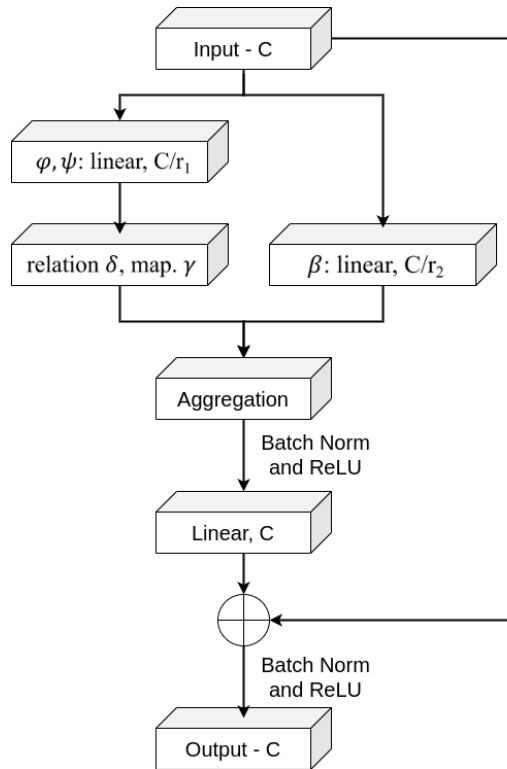 Input - C
φ, ψ: linear, C/r₁
relation δ, map. γ
β: linear, C/r₂
Aggregation
Batch Norm
and ReLU
Linear, C
Batch Norm
and ReLU
Output - C